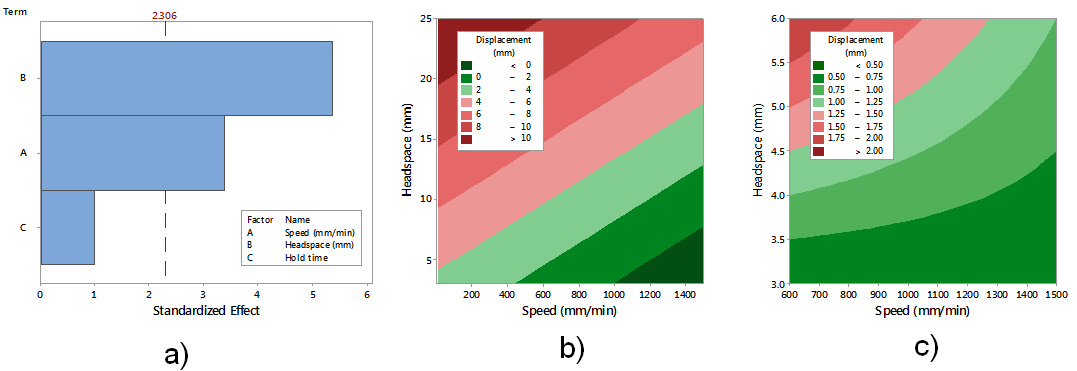 Term
2.306
B
A
C
Factor Name
A Speed (mm/min)
B Headspace (mm)
C Hold time
0 1 2 3 4 5 6
Standardized Effect
a)
25
20
15
10
5
Headspace (mm)
Displacement
(mm)
< 0
0 – 2
2 – 4
4 – 6
6 – 8
8 – 10
> 10
200 400 600 800 1000 1200 1400
Speed (mm/min)
b)
6.0
5.5
5.0
4.5
4.0
3.5
3.0
Headspace (mm)
Displacement
(mm)
< 0.50
0.50 – 0.75
0.75 – 1.00
1.00 – 1.25
1.25 – 1.50
1.50 – 1.75
1.75 – 2.00
> 2.00
600 700 800 900 1000 1100 1200 1300 1400 1500
Speed (mm/min)
c)